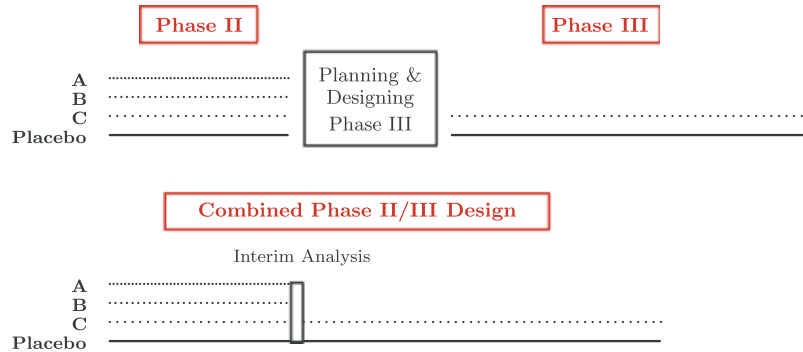 Phase II
Phase III
Planning &
Designing
Phase III
A
B
C
Placebo
Combined Phase II/III Design
Interim Analysis
A
B
C
Placebo